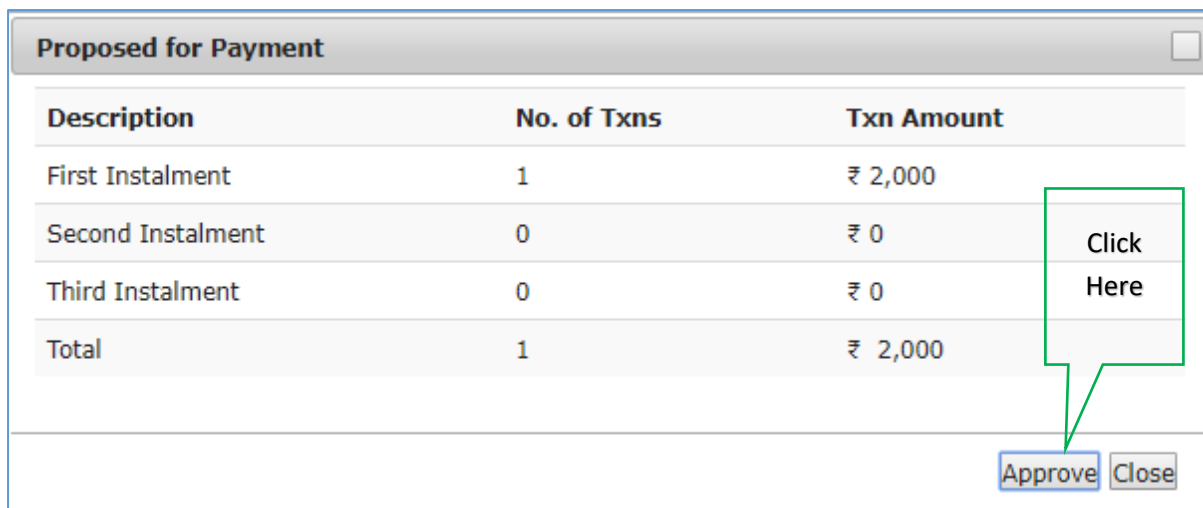 Proposed for Payment
Description No. of Txns Txn Amount
First Instalment 1 ₹ 2,000
Second Instalment 0 ₹ 0
Third Instalment 0 ₹ 0
Total 1 ₹ 2,000
Click
Here
Approve Close